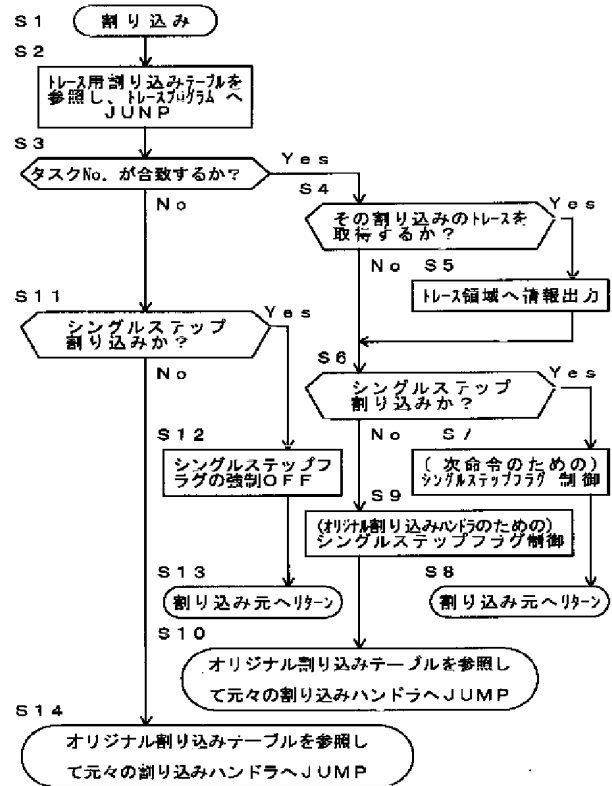 S1
割り込み
S2
トレース用割り込みテーブルを
参照し、トレースプログラム へ
JUNP
S3
タスクNo. が合致するか?
Yes
No
S4
その割り込みのトレースを
取得するか?
Yes
No
S5
トレース領域へ情報出力
S11
シングルステップ
割り込みか?
Yes
No
S6
シングルステップ
割り込みか?
Yes
No
S12
シングルステップフ
ラグの強制OFF
S7
(次命令のための)
シングルステップフラグ 制御
S9
(オリジナル割り込みハンドラのための)
シングルステップフラグ制御
S13
割り込み元へリターン
S8
割り込み元へリターン
S10
オリジナル割り込みテーブルを参照し
て元々の割り込みハンドラへJUMP
S14
オリジナル割り込みテーブルを参照し
て元々の割り込みハンドラへJUMP